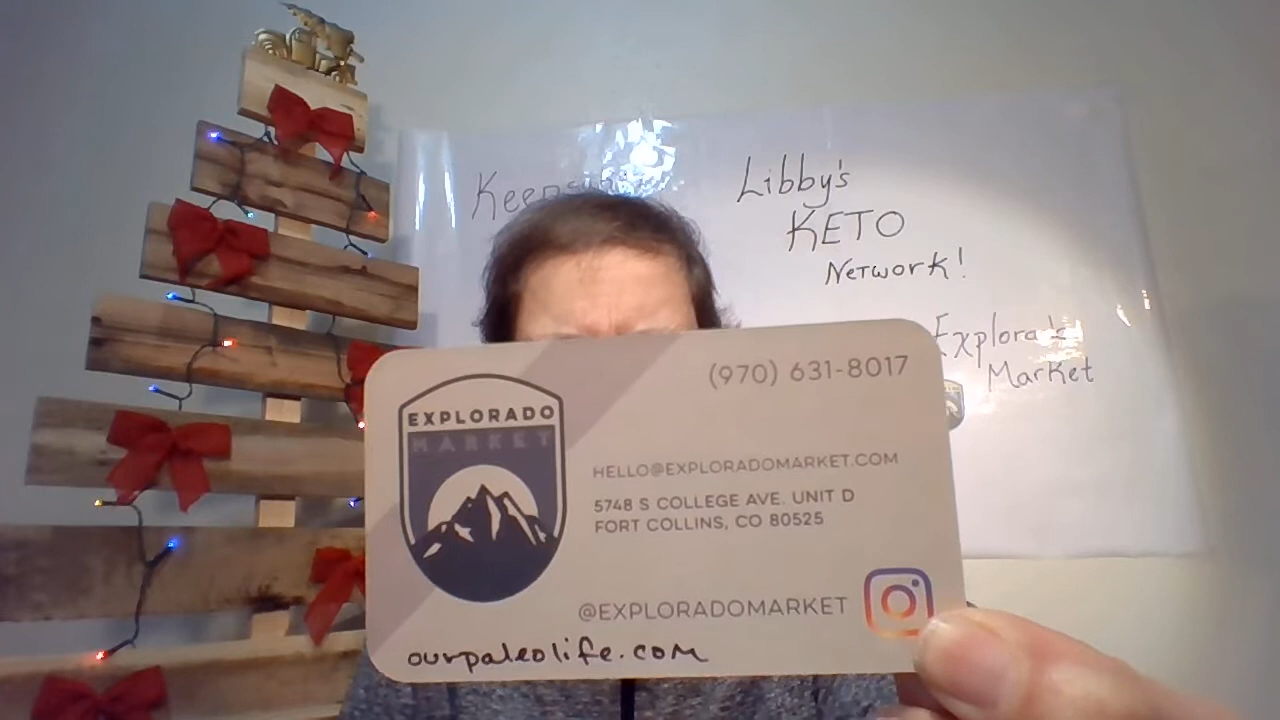 Libby's
KETO
Network!
Explorado
Market
(970) 631-8017
EXPLORADO
MARKET
HELLO@EXPLORADOMARKET.COM
5748 S COLLEGE AVE. UNIT D
FORT COLLINS, CO 80525
@EXPLORADOMARKET
ourpaleolife.com